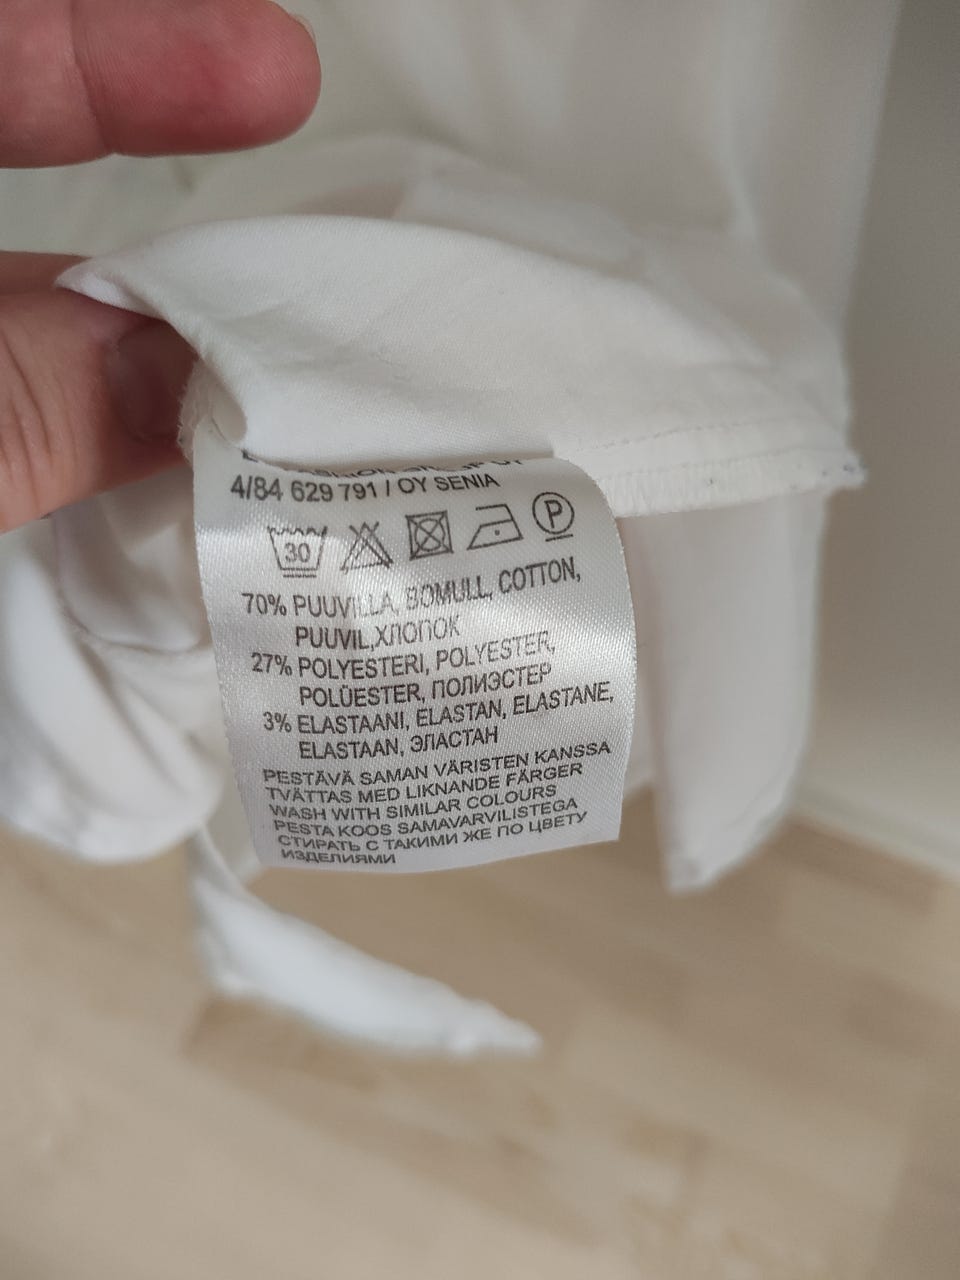 4/84 629 791 / OY SENIA
30 P
70% PUUVILLA, BOMULL, COTTON,
PUUVIL,ХЛОПОК
27% POLYESTERI, POLYESTER,
POLÜESTER, ПОЛИЭСТЕР
3% ELASTAANI, ELASTAN, ELASTANE,
ELASTAAN, ЭЛАСТАН
PESTÄVÄ SAMAN VÄRISTEN KANSSA
TVÄTTAS MED LIKNANDE FÄRGER
WASH WITH SIMILAR COLOURS
PESTA KOOS SAMAVARVILISTEGA
СТИРАТЬ С ТАКИМИ ЖЕ ПО ЦВЕТУ
ИЗДЕЛИЯМИ